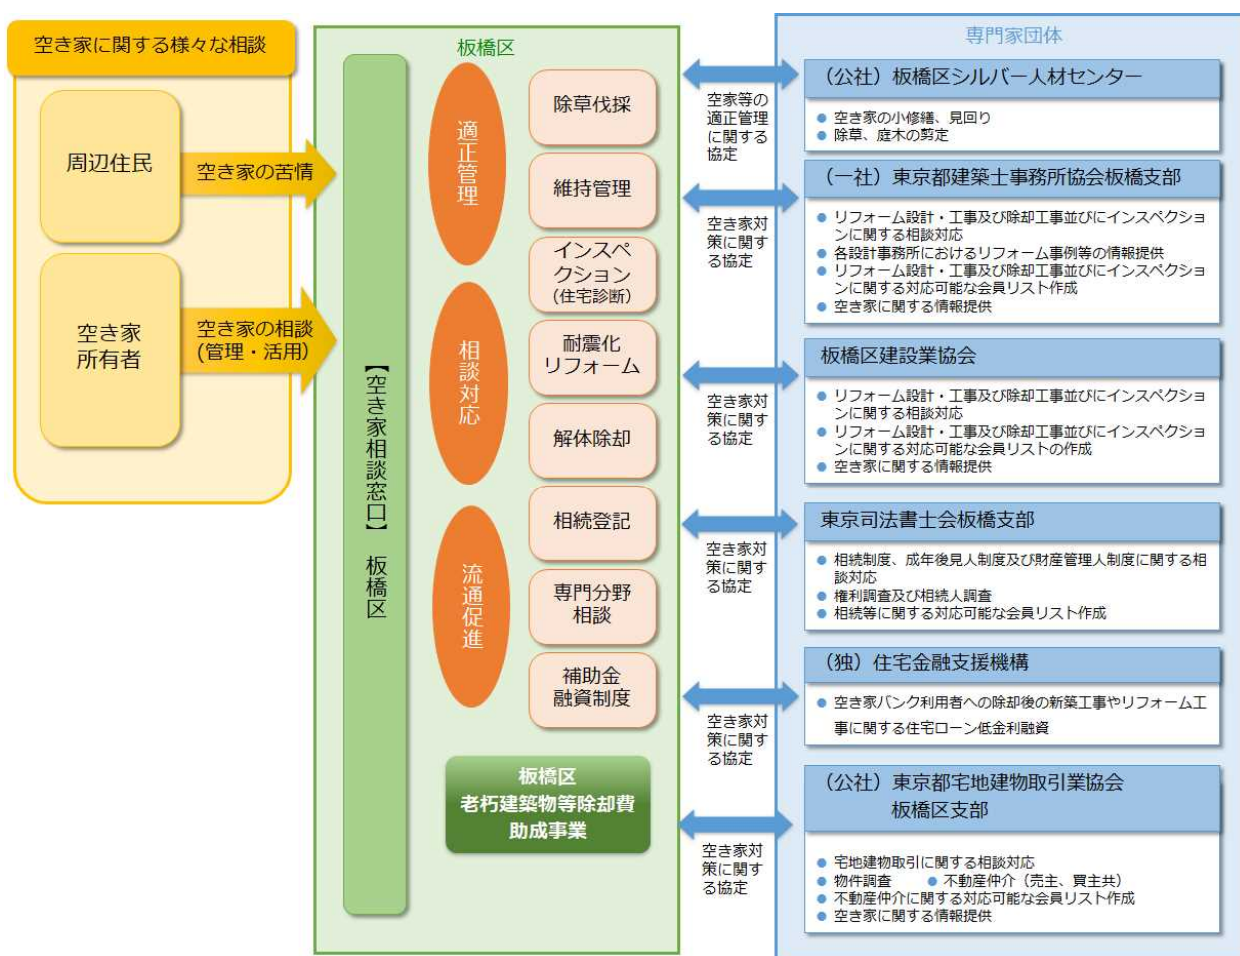 空き家に関する様々な相談
周辺住民
空き家の苦情
空き家
所有者
空き家の相談
(管理・活用)
板橋区
【空き家相談窓口】 板橋区
適正管理
相談対応
流通促進
除草伐採
維持管理
インスペ
クション
(住宅診断)
耐震化
リフォーム
解体除却
相続登記
専門分野
相談
補助金
融資制度
板橋区
老朽建築物等除却費
助成事業
空家等の
適正管理
に関する
協定
空き家対
策に関す
る協定
空き家対
策に関す
る協定
空き家対
策に関す
る協定
空き家対
策に関す
る協定
空き家対
策に関す
る協定
専門家団体
（公社）板橋区シルバー人材センター
● 空き家の小修繕、見回り
● 除草、庭木の剪定
（一社）東京都建築士事務所協会板橋支部
● リフォーム設計・工事及び除却工事並びにインスペクショ
ンに関する相談対応
● 各設計事務所におけるリフォーム事例等の情報提供
● リフォーム設計・工事及び除却工事並びにインスペクショ
ンに関する対応可能な会員リスト作成
● 空き家に関する情報提供
板橋区建設業協会
● リフォーム設計・工事及び除却工事並びにインスペクショ
ンに関する相談対応
● リフォーム設計・工事及び除却工事並びにインスペクショ
ンに関する対応可能な会員リストの作成
● 空き家に関する情報提供
東京司法書士会板橋支部
● 相続制度、成年後見人制度及び財産管理人制度に関する相
談対応
● 権利調査及び相続人調査
● 相続等に関する対応可能な会員リスト作成
（独）住宅金融支援機構
● 空き家バンク利用者への除却後の新築工事やリフォーム工
事に関する住宅ローン低金利融資
（公社）東京都宅地建物取引業協会
板橋区支部
● 宅地建物取引に関する相談対応
● 物件調査 ● 不動産仲介（売主、買主共）
● 不動産仲介に関する対応可能な会員リスト作成
● 空き家に関する情報提供